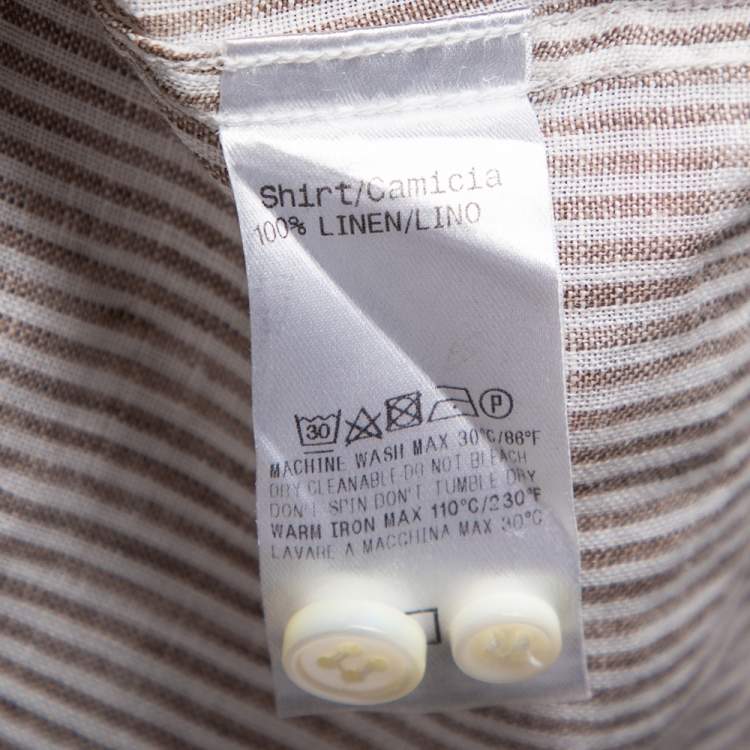 Shirt/Camicia
100% LINEN/LINO
30 P
MACHINE WASH MAX 30°C/86°F
DRY CLEANABLE-DO NOT BLEACH
DON'T SPIN DON'T TUMBLE DRY
WARM IRON MAX 110°C/230°F
LAVARE A MACCHINA MAX 30°C